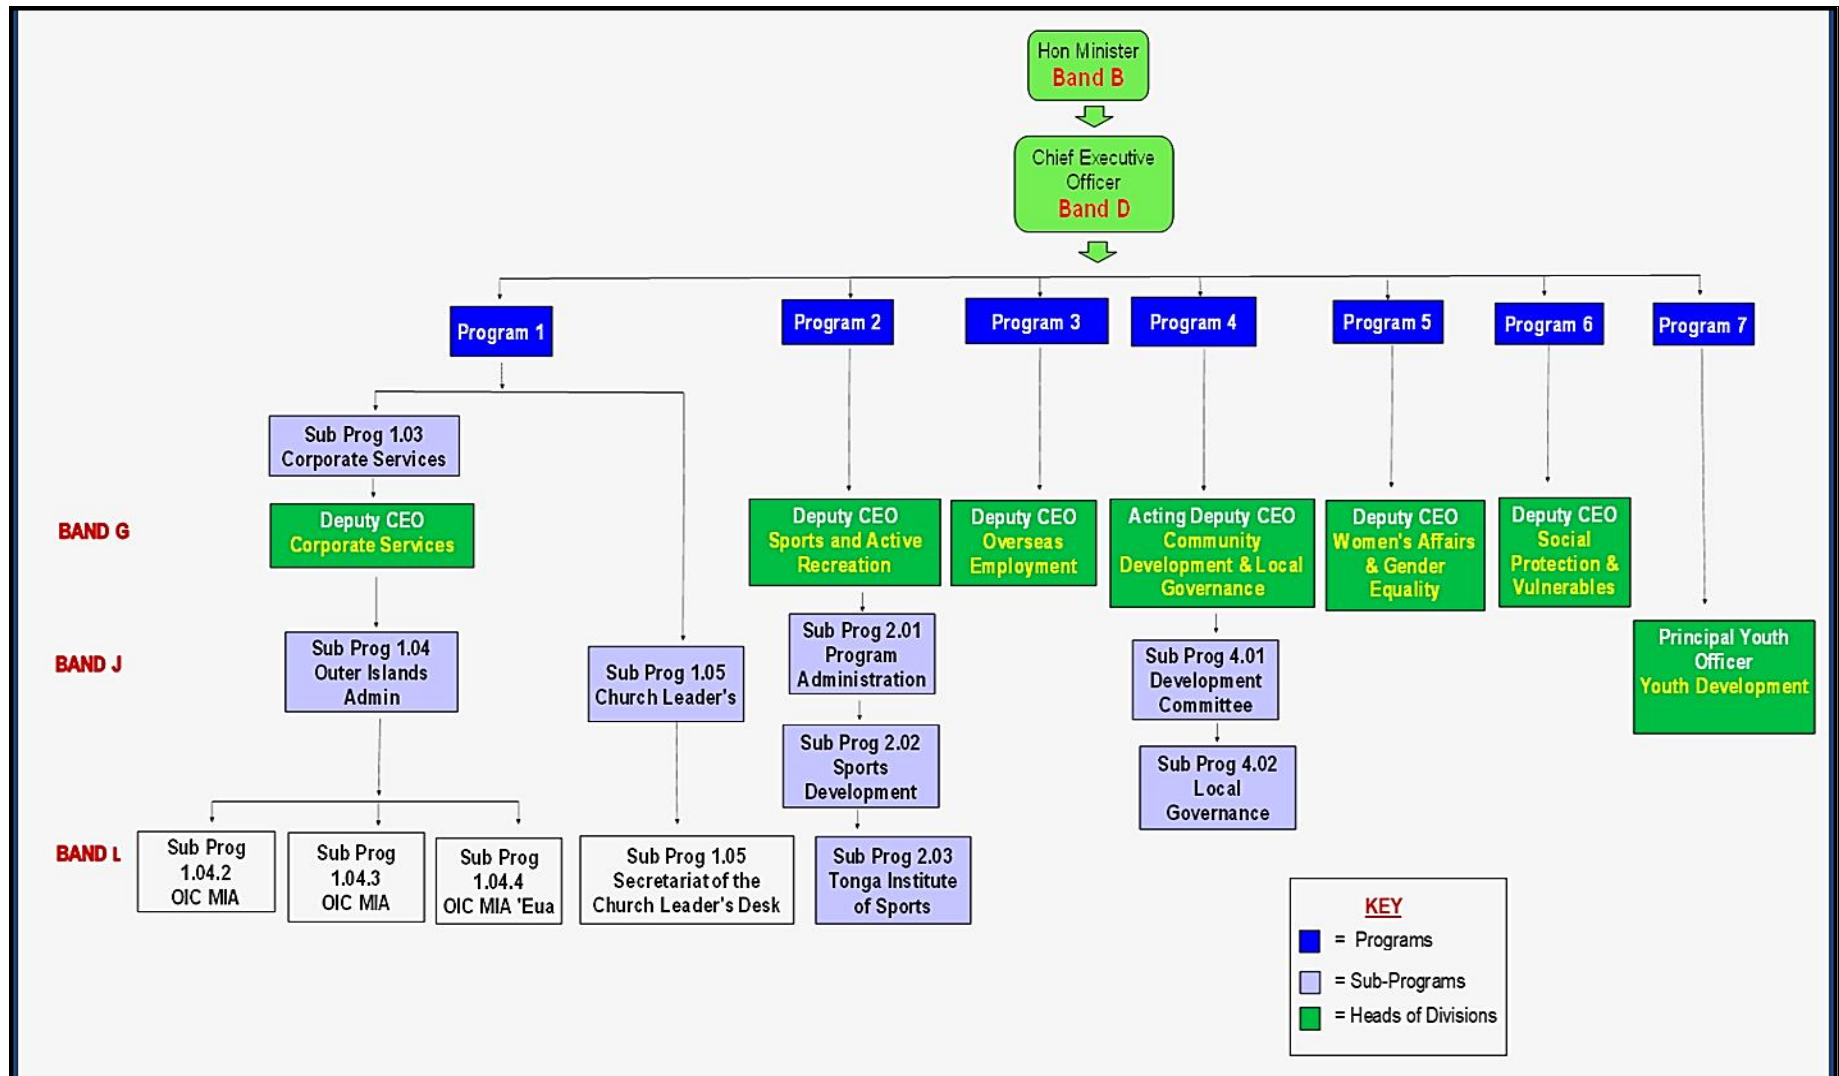 Hon Minister
Band B
Chief Executive
Officer
Band D
Program 1
Program 2
Program 3
Program 4
Program 5
Program 6
Program 7
Sub Prog 1.03
Corporate Services
BAND G
Deputy CEO
Corporate Services
Deputy CEO
Sports and Active
Recreation
Deputy CEO
Overseas
Employment
Acting Deputy CEO
Community
Development & Local
Governance
Deputy CEO
Women's Affairs
& Gender
Equality
Deputy CEO
Social
Protection &
Vulnerables
BAND J
Sub Prog 1.04
Outer Islands
Admin
Sub Prog 1.05
Church Leader's
Sub Prog 2.01
Program
Administration
Sub Prog 4.01
Development
Committee
Principal Youth
Officer
Youth Development
Sub Prog 2.02
Sports
Development
Sub Prog 4.02
Local
Governance
BAND L
Sub Prog
1.04.2
OIC MIA
Sub Prog
1.04.3
OIC MIA
Sub Prog
1.04.4
OIC MIA 'Eua
Sub Prog 1.05
Secretariat of the
Church Leader's Desk
Sub Prog 2.03
Tonga Institute
of Sports
KEY
= Programs
= Sub-Programs
= Heads of Divisions